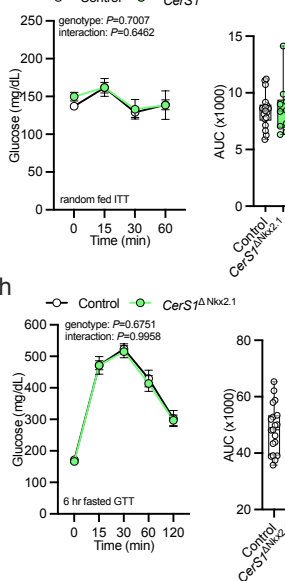 Control CerS1
genotype: P=0.7007
interaction: P=0.6462
250
200
150
100
50
0
Glucose (mg/dL)
random fed ITT
0 15 30 60
Time (min)
15
10
5
0
AUC (x1000)
Control
CerS1ΔNkx2.1
h
Control CerS1Δ Nkx2.1
genotype: P=0.6751
interaction: P=0.9958
600
500
400
300
200
100
0
Glucose (mg/dL)
6 hr fasted GTT
0 15 30 60 120
Time (min)
80
60
40
20
AUC (x1000)
Control
CerS1ΔNkx2